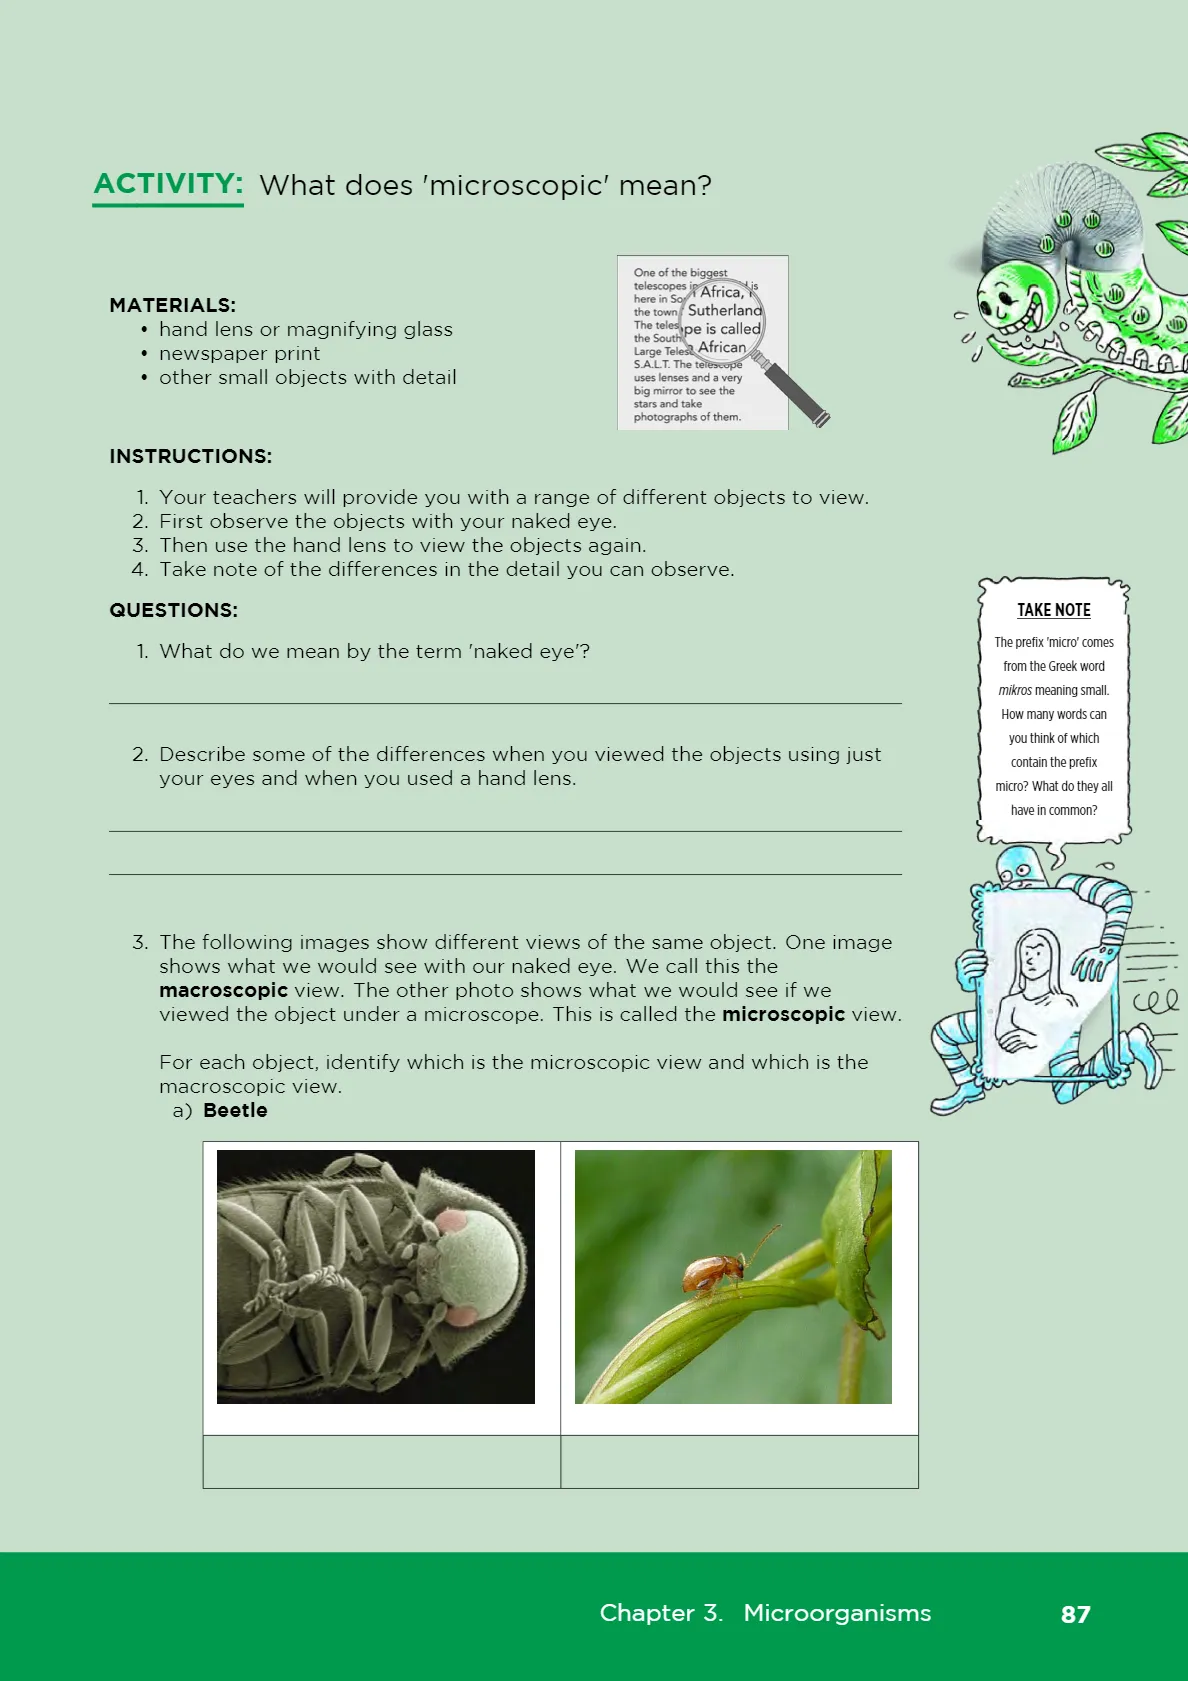 ACTIVITY: What does 'microscopic' mean?
MATERIALS:
• hand lens or magnifying glass
• newspaper print
• other small objects with detail
One of the biggest
telescopes in
here in So
the town
The teles
the South
Large Teles
S.A.L.T. The telescope
uses lenses and a very
big mirror to see the
stars and take
photographs of them.
Africa,
Sutherland
pe is called
African
is
INSTRUCTIONS:
1. Your teachers will provide you with a range of different objects to view.
2. First observe the objects with your naked eye.
3. Then use the hand lens to view the objects again.
4. Take note of the differences in the detail you can observe.
QUESTIONS:
1. What do we mean by the term 'naked eye'?
2. Describe some of the differences when you viewed the objects using just
your eyes and when you used a hand lens.
TAKE NOTE
The prefix 'micro' comes
from the Greek word
mikros meaning small.
How many words can
you think of which
contain the prefix
micro? What do they all
have in common?
3. The following images show different views of the same object. One image
shows what we would see with our naked eye. We call this the
macroscopic view. The other photo shows what we would see if we
viewed the object under a microscope. This is called the microscopic view.
For each object, identify which is the microscopic view and which is the
macroscopic view.
a) Beetle
Chapter 3. Microorganisms 87